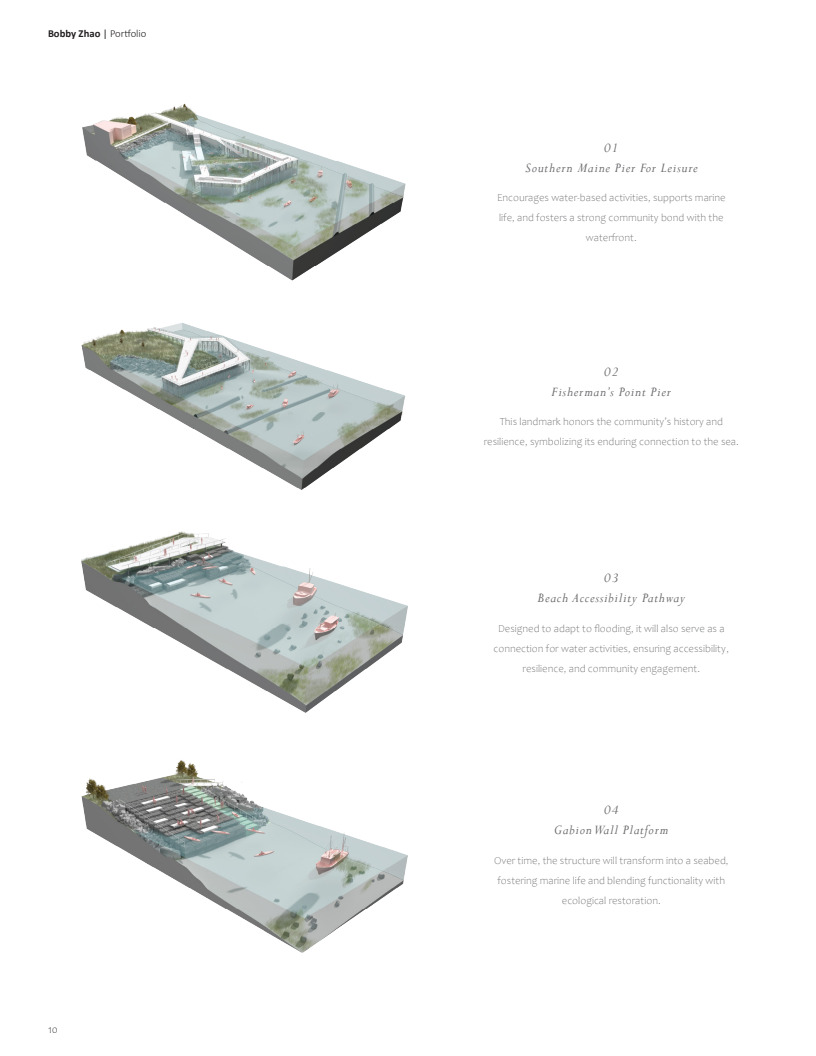 Bobby Zhao | Portfolio
01
Southern Maine Pier For Leisure
Encourages water-based activities, supports marine
life, and fosters a strong community bond with the
waterfront.
02
Fisherman's Point Pier
This landmark honors the community's history and
resilience, symbolizing its enduring connection to the sea.
03
Beach Accessibility Pathway
Designed to adapt to flooding, it will also serve as a
connection for water activities, ensuring accessibility,
resilience, and community engagement.
04
Gabion Wall Platform
Over time, the structure will transform into a seabed,
fostering marine life and blending functionality with
ecological restoration.
10